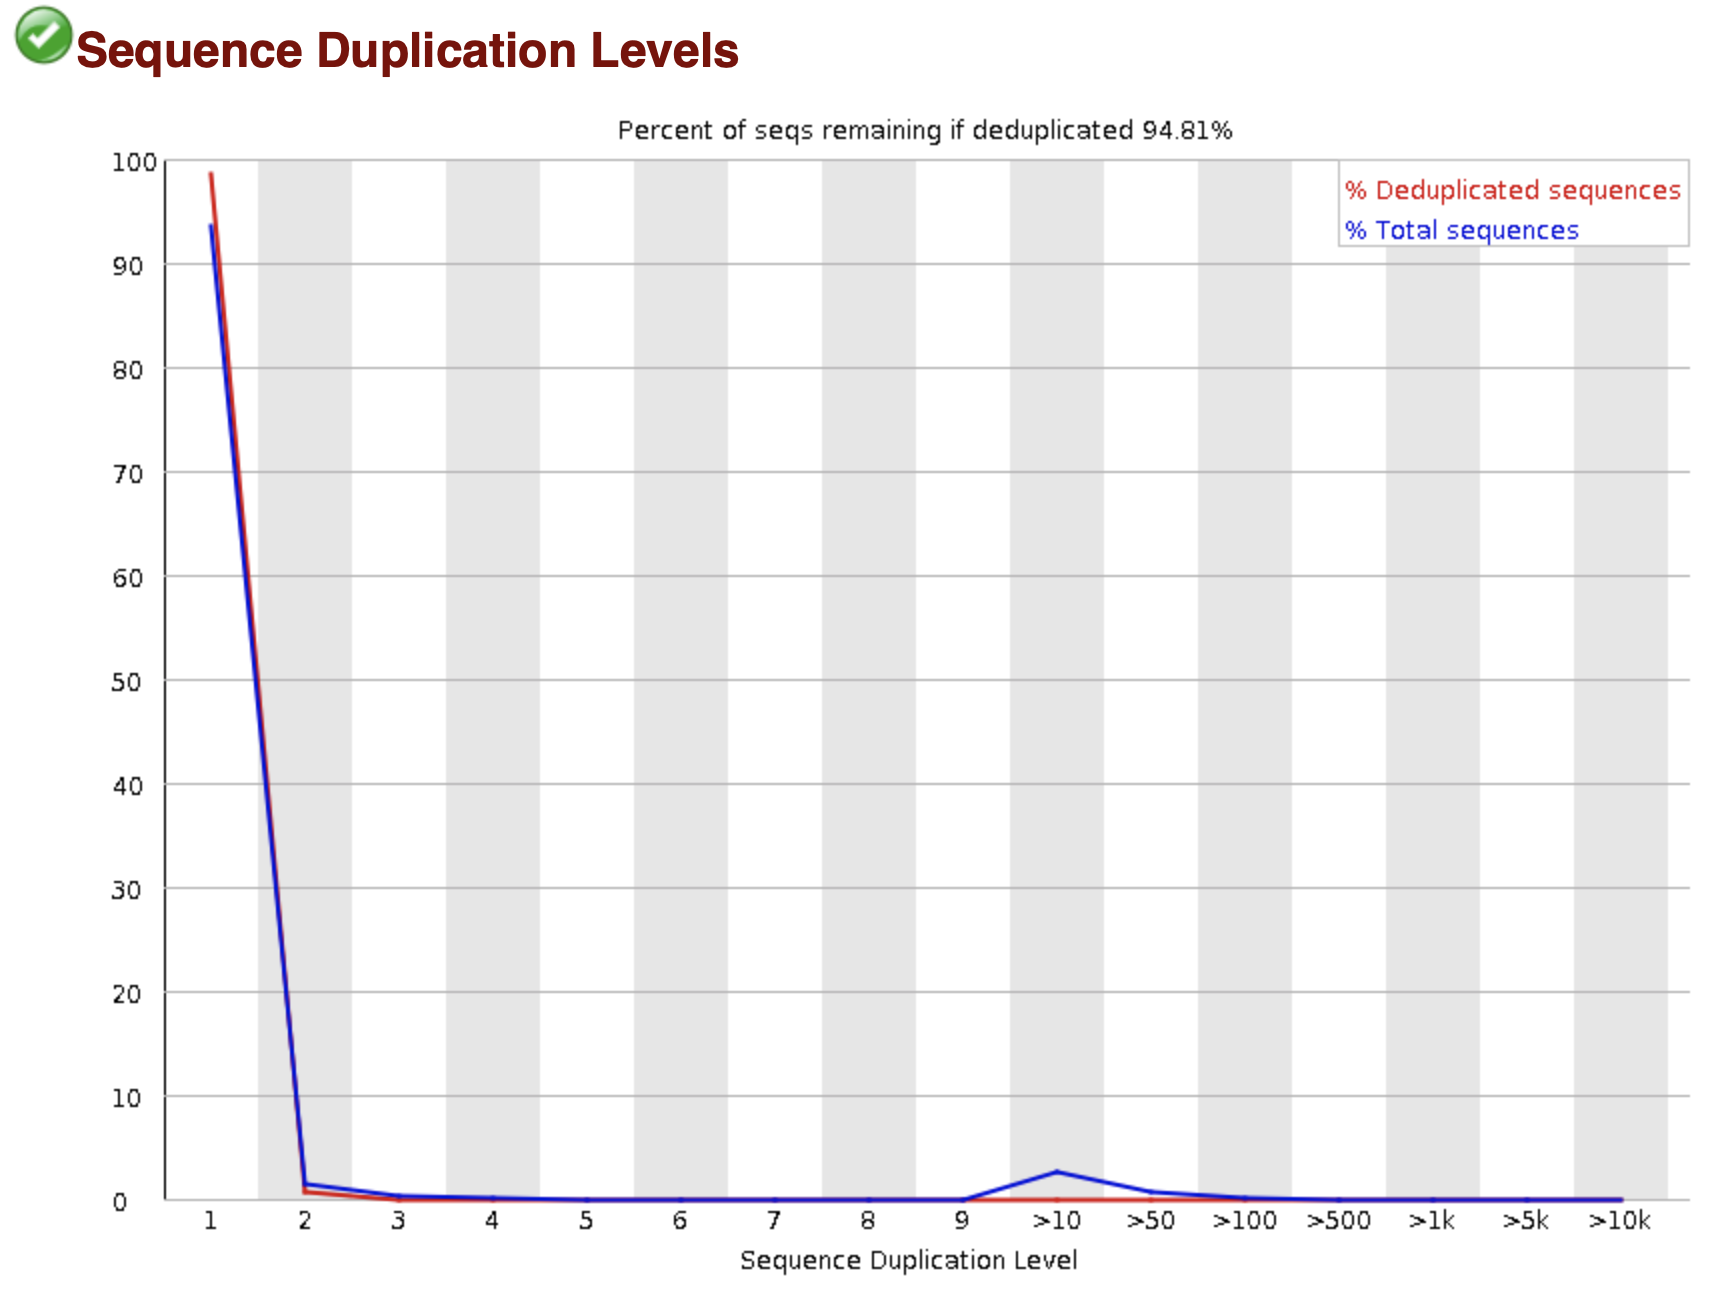 Sequence Duplication Levels
Percent of seqs remaining if deduplicated 94.81%
% Deduplicated sequences
% Total sequences
100
90
80
70
60
50
40
30
20
10
0
1 2 3 4 5 6 7 8 9 >10 >50 >100 >500 >1k >5k >10k
Sequence Duplication Level